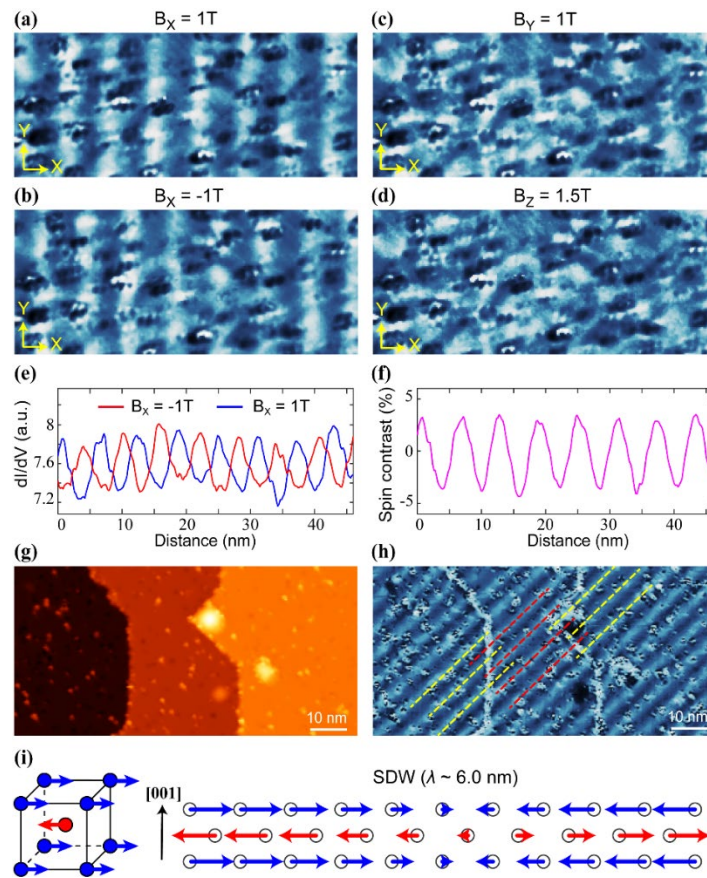 (a) B_X = 1T
(c) B_Y = 1T
Y
X
Y
X
(b) B_X = -1T
(d) B_Z = 1.5T
Y
X
Y
X
(e)
B_X = -1T B_X = 1T
dI/dV (a.u.)
8
7.6
7.2
0 10 20 30 40
Distance (nm)
(f)
Spin contrast (%)
5
0
-5
0 10 20 30 40
Distance (nm)
(g)
10 nm
(h)
10 nm
(i)
[001]
SDW (λ ~ 6.0 nm)